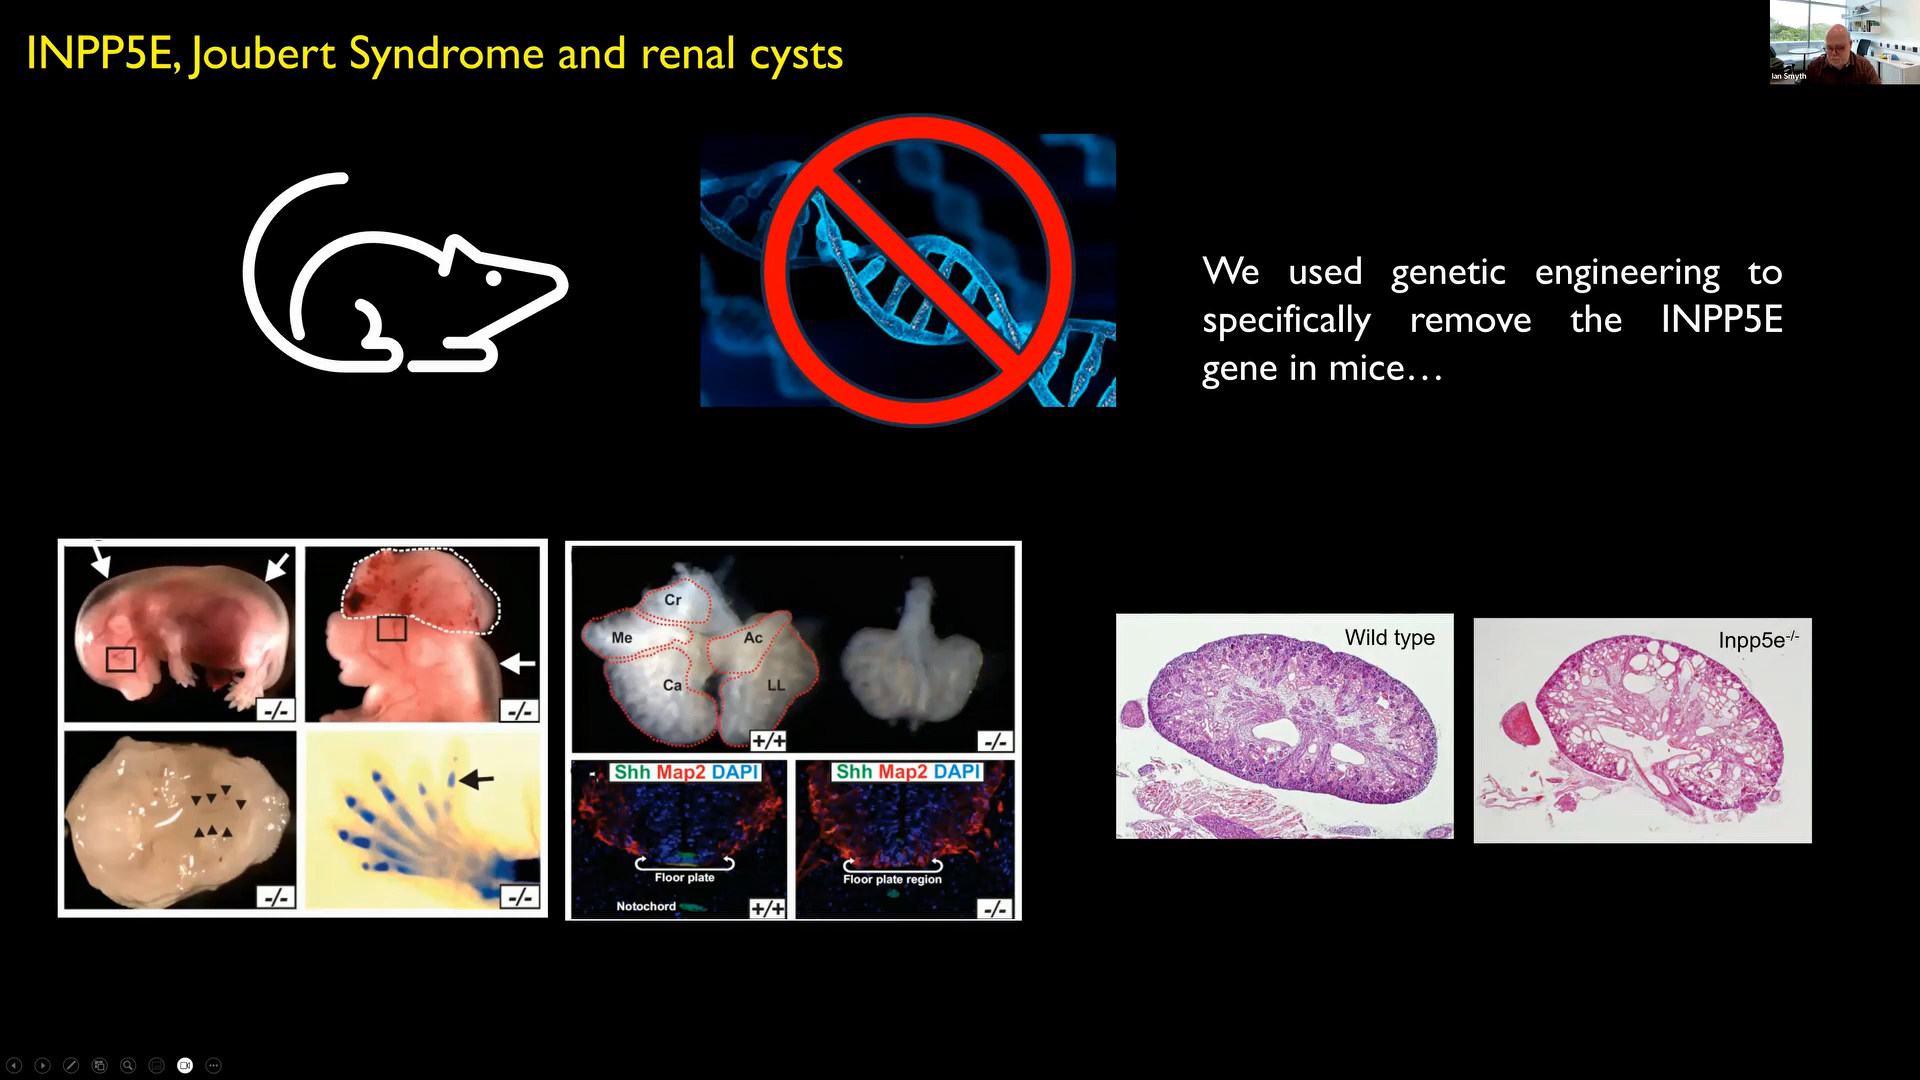 INPP5E, Joubert Syndrome and renal cysts
Ian Smyth
We used genetic engineering to
specifically remove the INPP5E
gene in mice…
-/-
-/-
-/-
-/-
Cr
Me
Ac
Ca
LL
+/+
-/-
Shh Map2 DAPI
Floor plate
Notochord
+/+
Shh Map2 DAPI
Floor plate region
-/-
Wild type
Inpp5e-/-